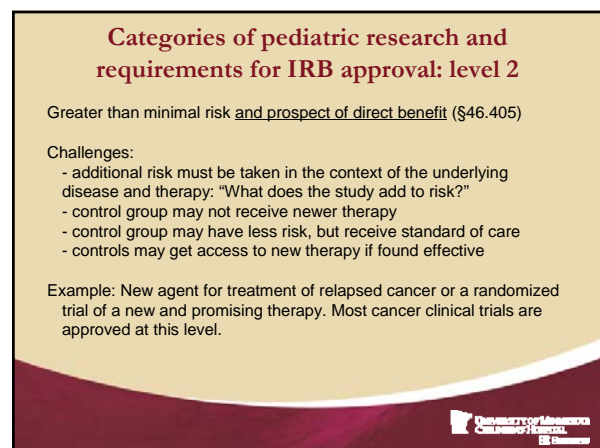 Categories of pediatric research and
requirements for IRB approval: level 2
Greater than minimal risk and prospect of direct benefit (§46.405)
Challenges:
- additional risk must be taken in the context of the underlying
disease and therapy: “What does the study add to risk?”
- control group may not receive newer therapy
- control group may have less risk, but receive standard of care
- controls may get access to new therapy if found effective
Example: New agent for treatment of relapsed cancer or a randomized
trial of a new and promising therapy. Most cancer clinical trials are
approved at this level.
University of Minnesota
Children's Hospital